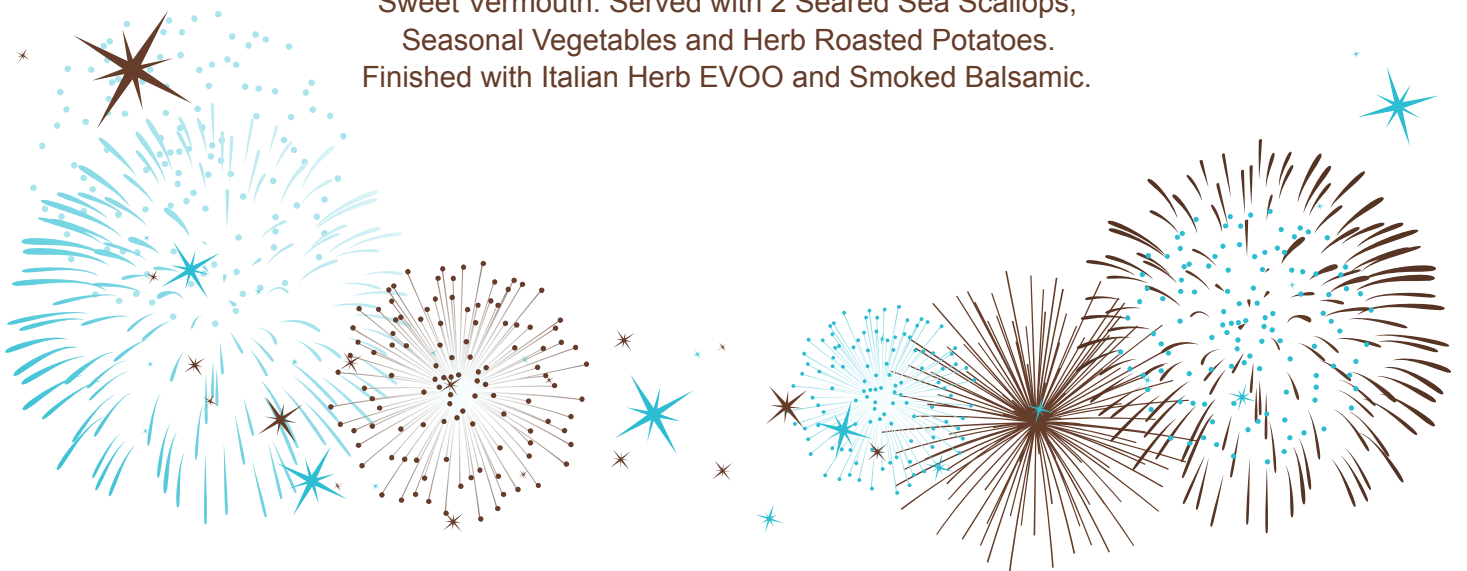 Sweet Vermouth. Served with 2 Seared Sea Scallops,
Seasonal Vegetables and Herb Roasted Potatoes.
Finished with Italian Herb EVOO and Smoked Balsamic.